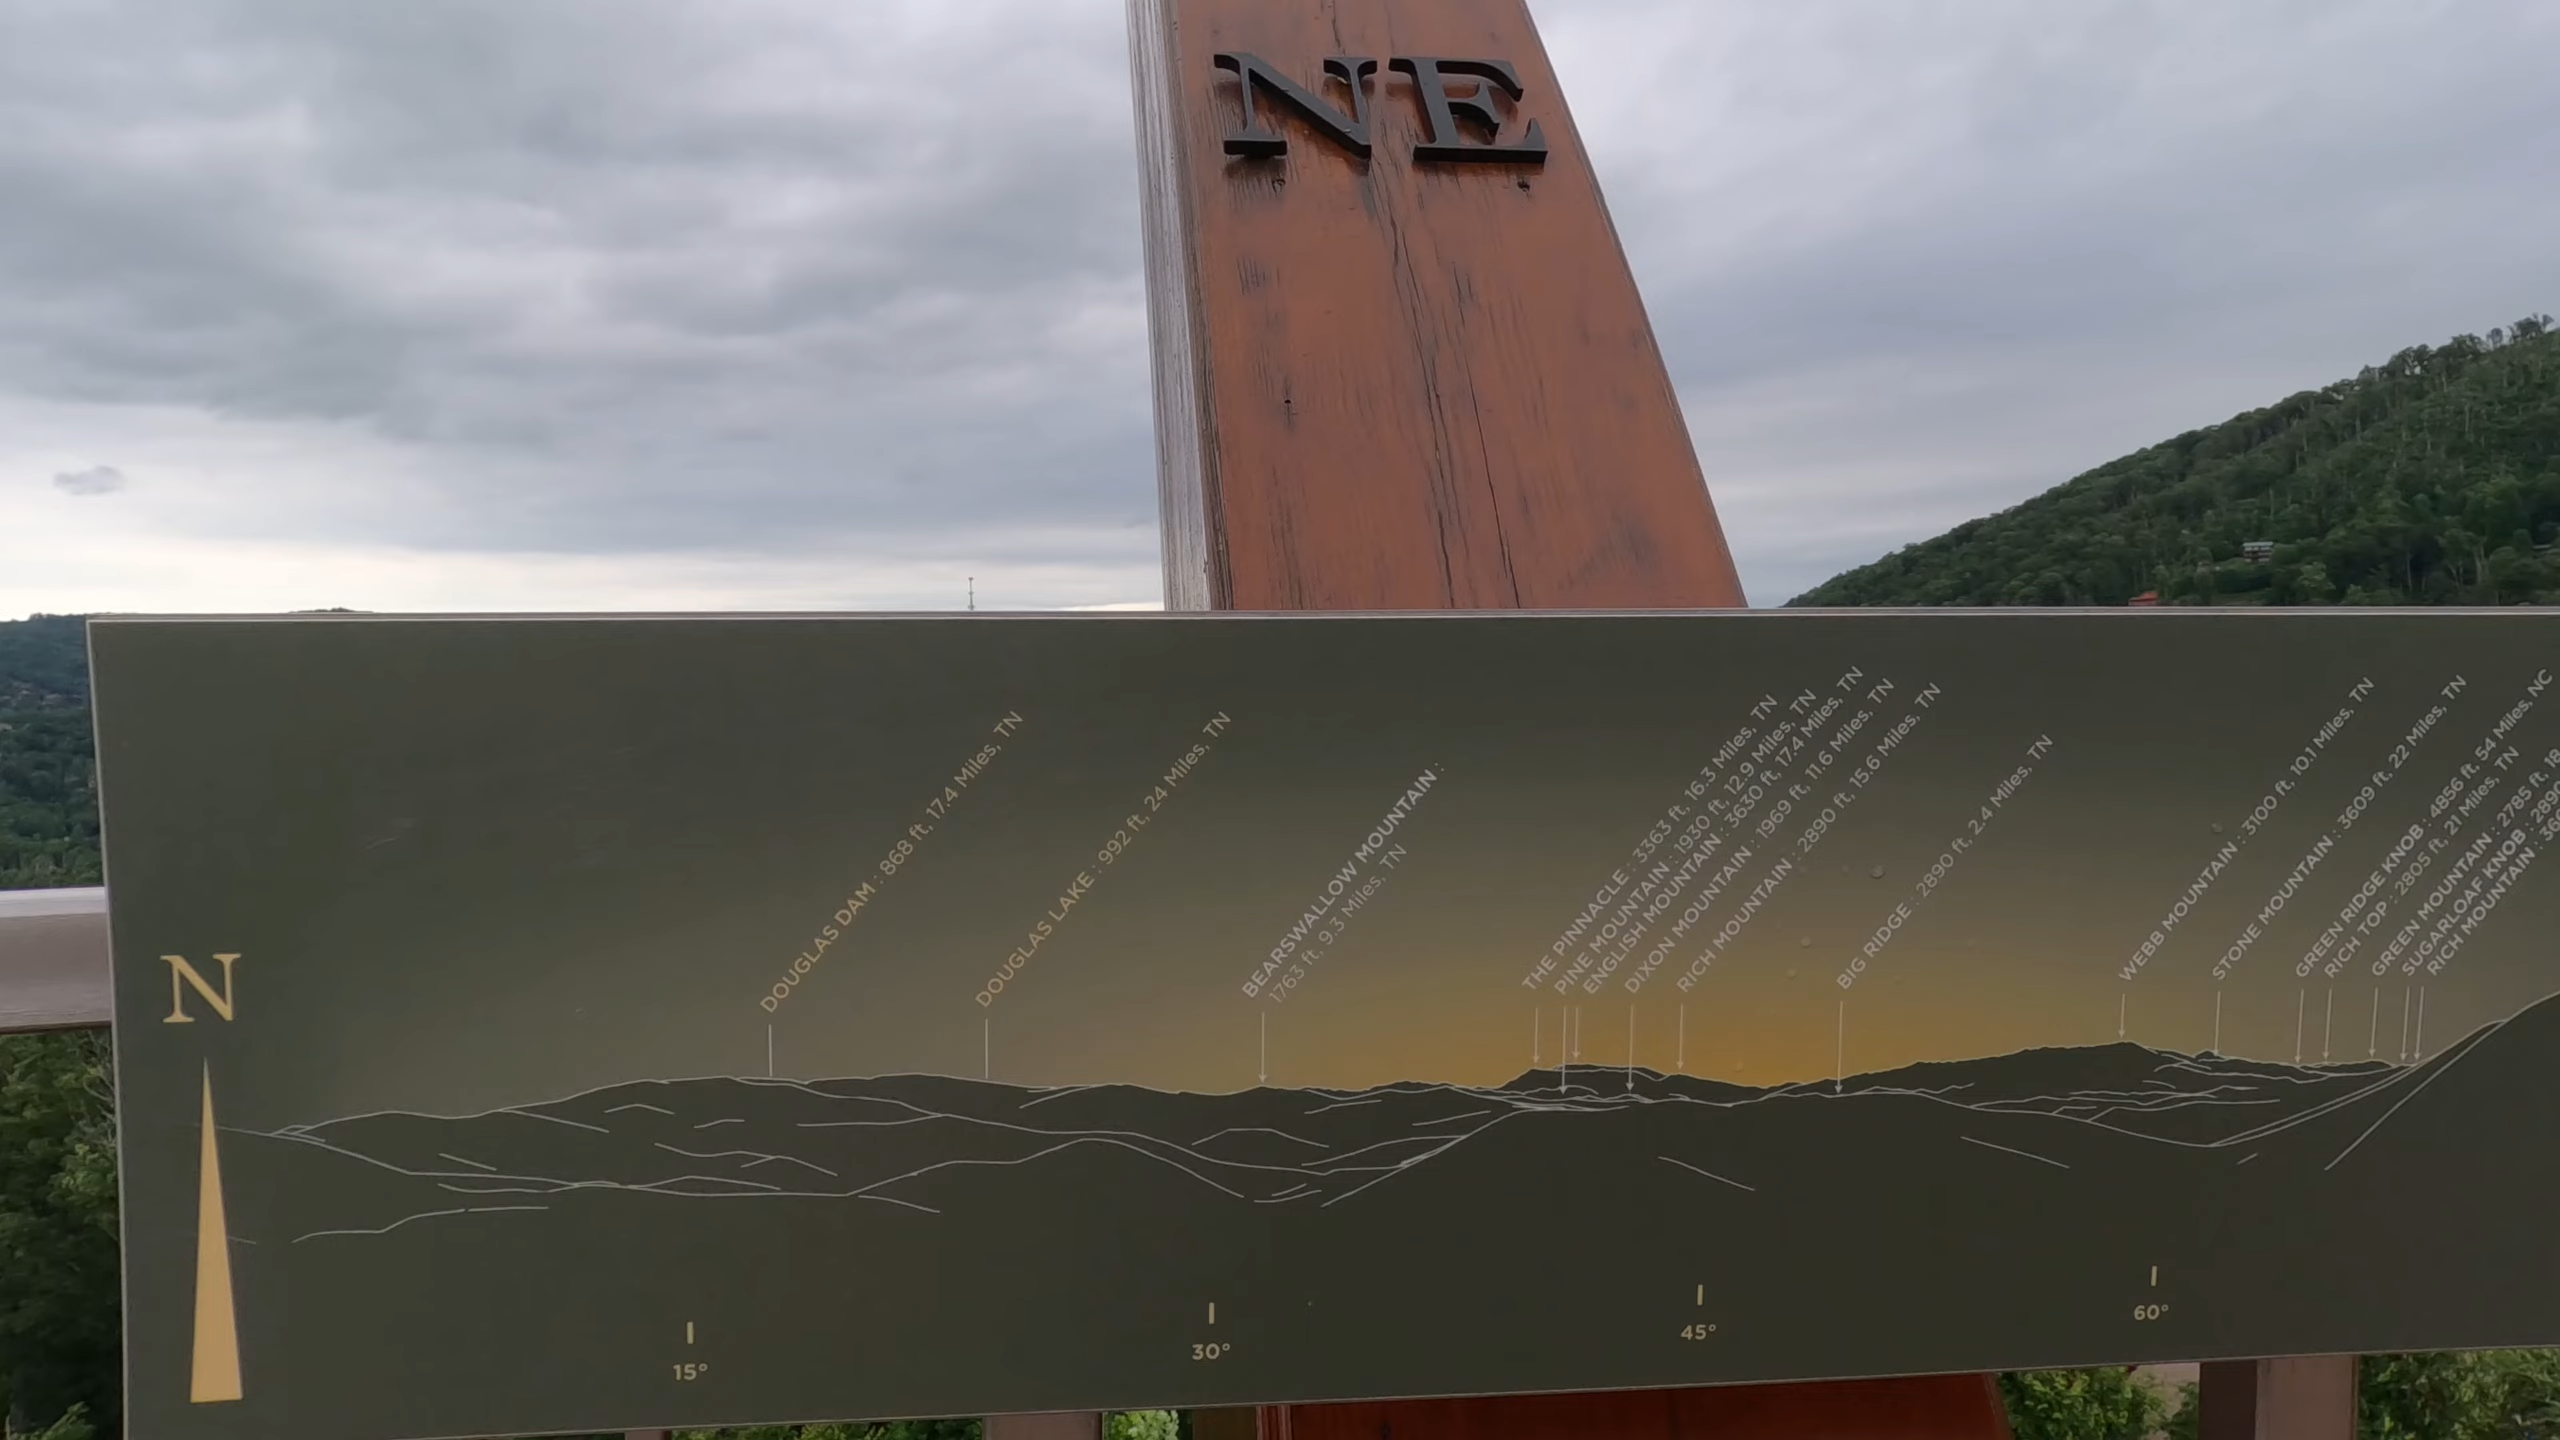 NE
N
DOUGLAS DAM : 868 ft, 17.4 Miles, TN
DOUGLAS LAKE : 992 ft, 24 Miles, TN
BEARSWALLOW MOUNTAIN :
1763 ft, 9.3 Miles, TN
THE PINNACLE : 3363 ft, 16.3 Miles, TN
PINE MOUNTAIN : 1930 ft, 12.9 Miles, TN
ENGLISH MOUNTAIN : 3630 ft, 17.4 Miles, TN
DIXON MOUNTAIN : 1969 ft, 11.6 Miles, TN
RICH MOUNTAIN : 2890 ft, 15.6 Miles, TN
BIG RIDGE : 2890 ft, 2.4 Miles, TN
WEBB MOUNTAIN : 3100 ft, 10.1 Miles, TN
STONE MOUNTAIN : 3609 ft, 22 Miles, TN
GREEN RIDGE KNOB : 4856 ft, 54 Miles, NC
RICH TOP : 2805 ft, 21 Miles, TN
GREEN MOUNTAIN : 2785 ft, 18
SUGARLOAF KNOB : 2890
RICH MOUNTAIN :
15°
30°
45°
60°